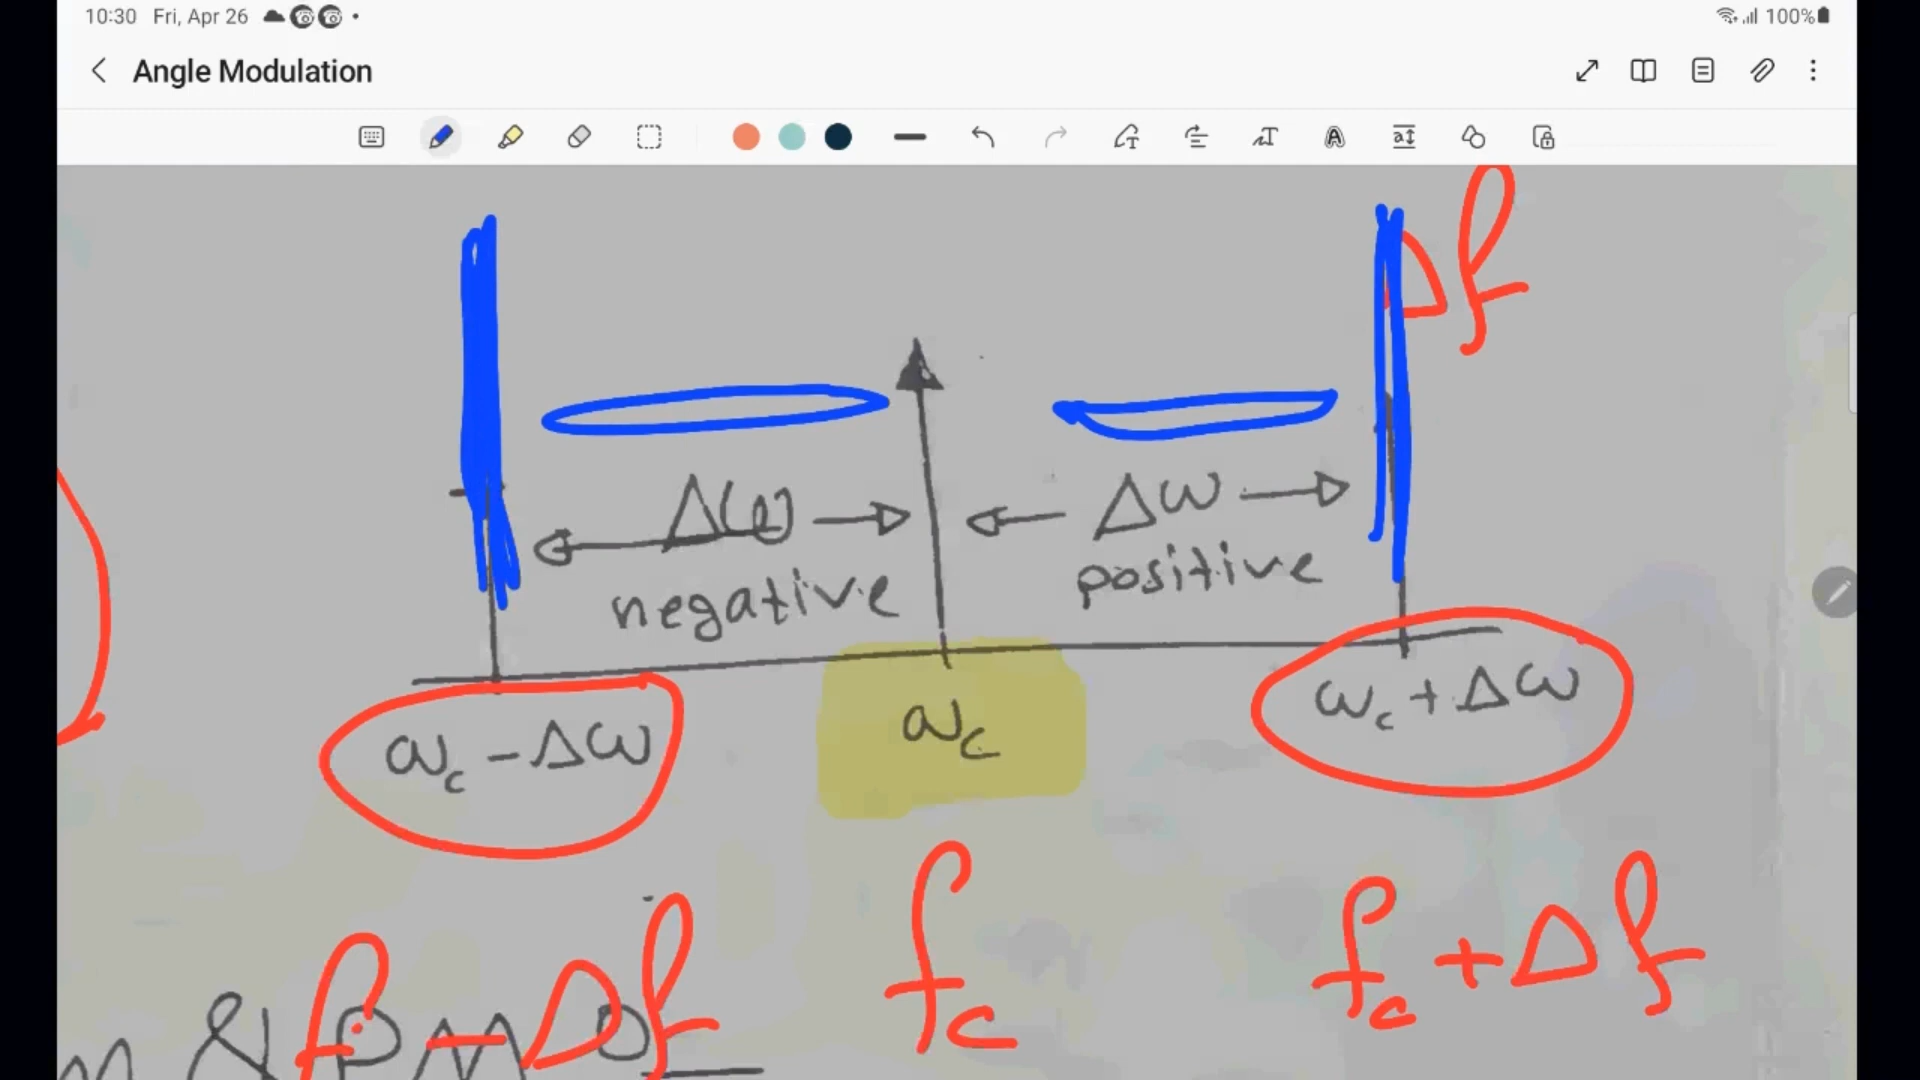 10:30 Fri, Apr 26
100%
Angle Modulation
Δf
Δω Δω
negative positive
ωc - Δω ωc ωc + Δω
fc fc + Δf
f - Δf
&